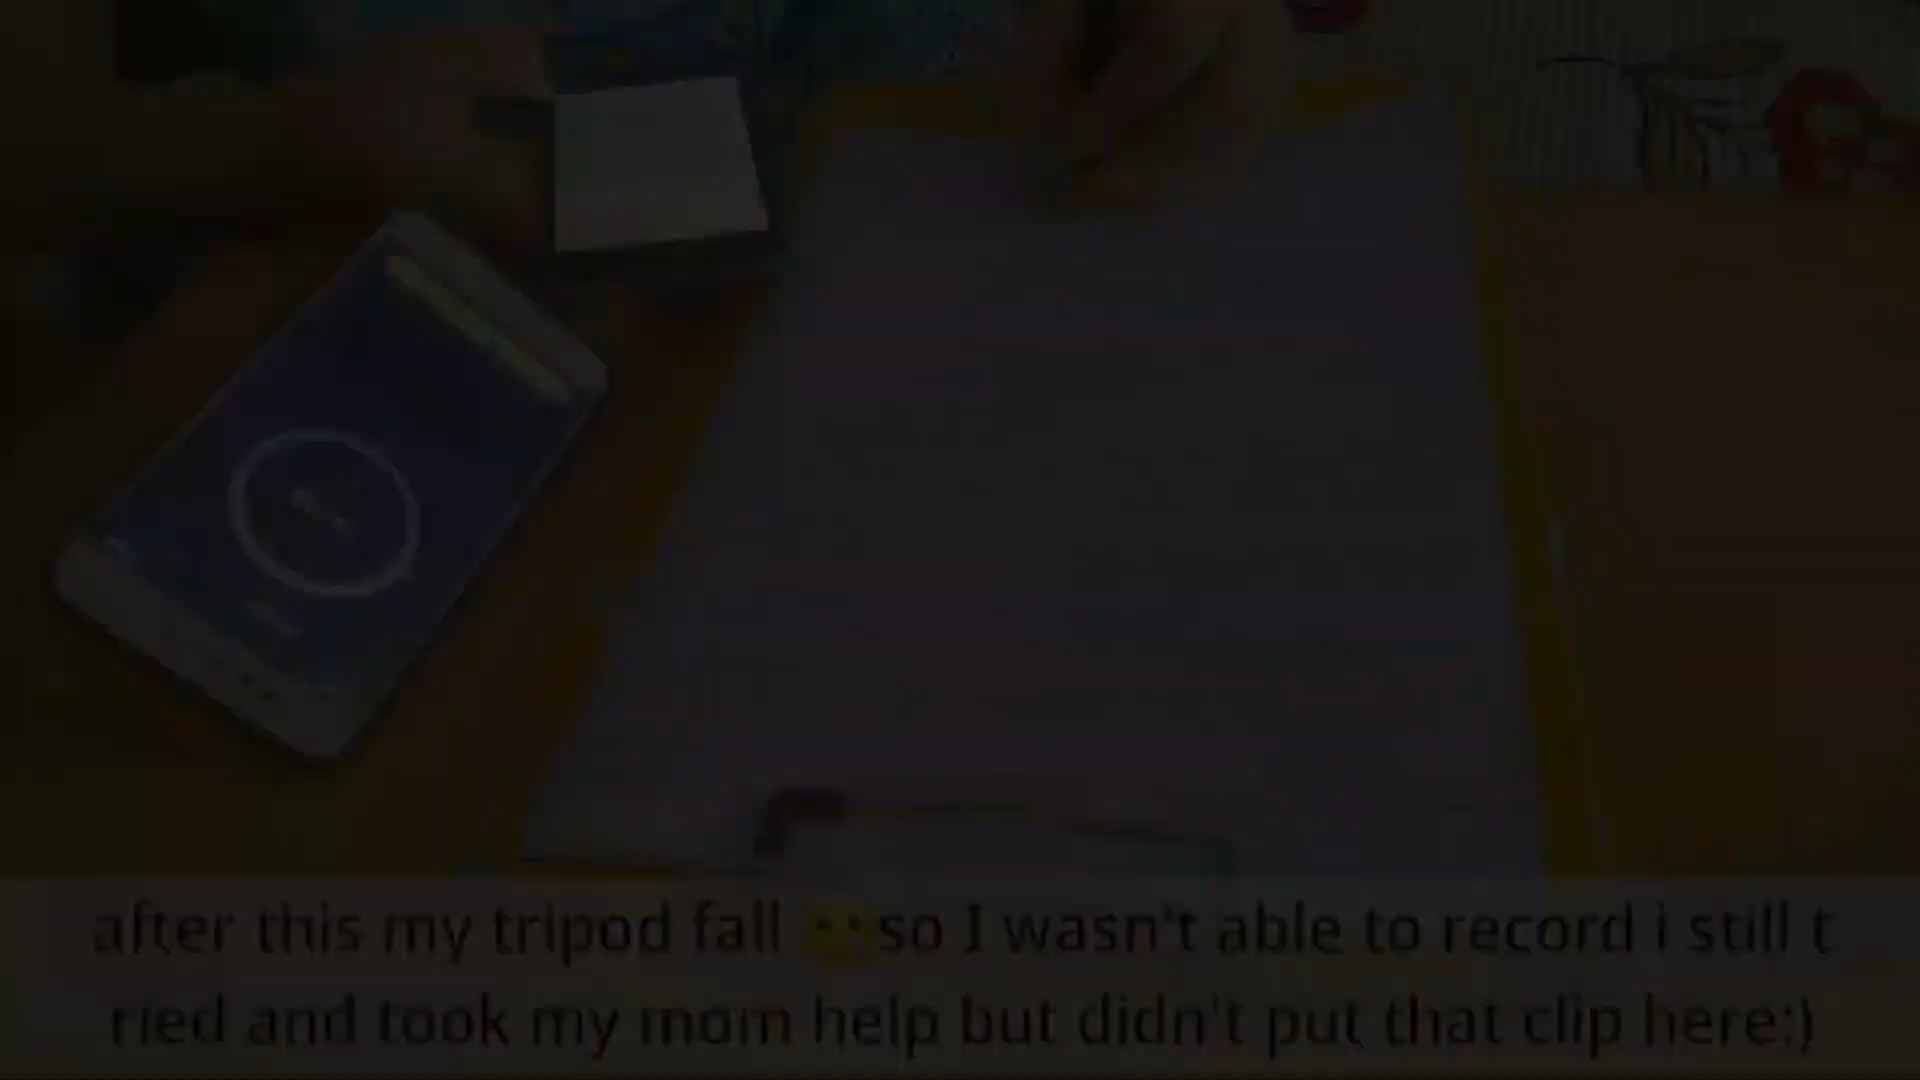 after this my tripod fall so I wasn't able to record i still t
ried and took my mom help but didn't put that clip here:)